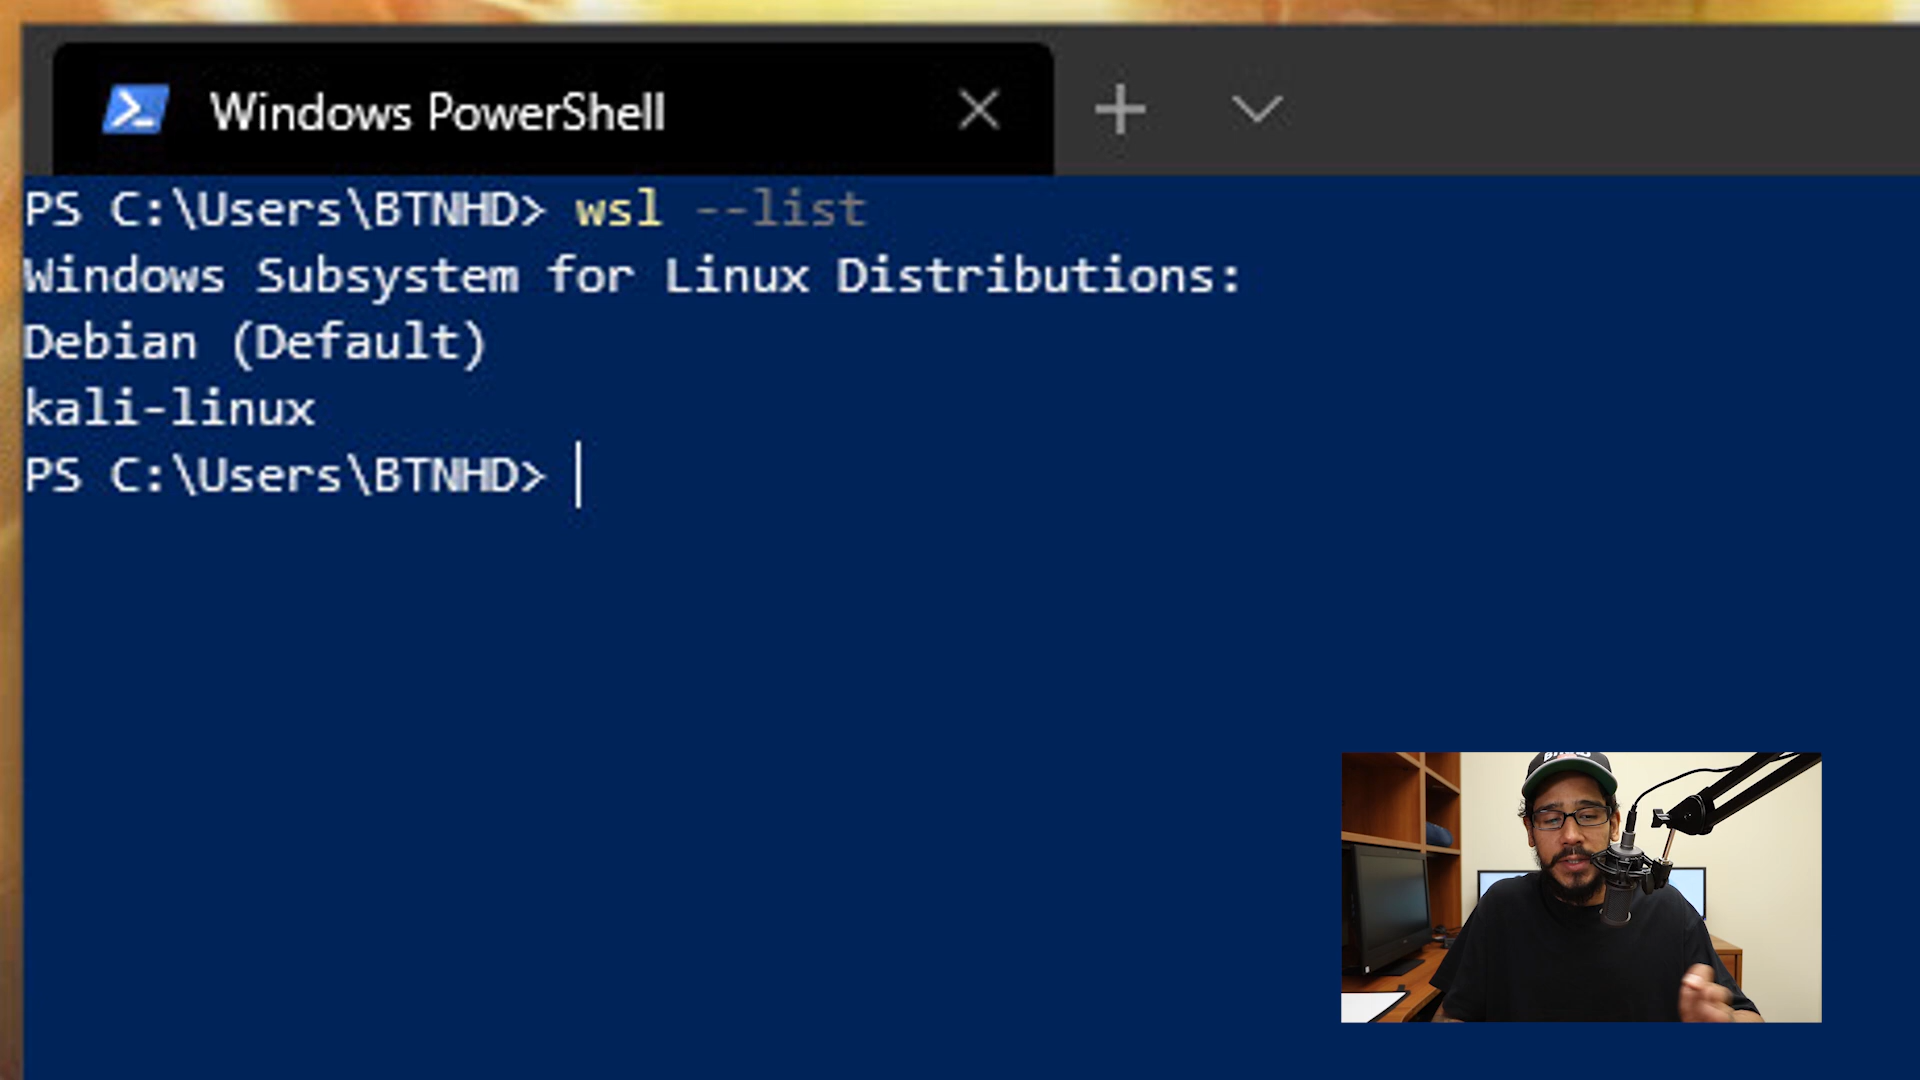 Windows PowerShell
PS C:\Users\BTNHD> wsl --list
Windows Subsystem for Linux Distributions:
Debian (Default)
kali-linux
PS C:\Users\BTNHD>